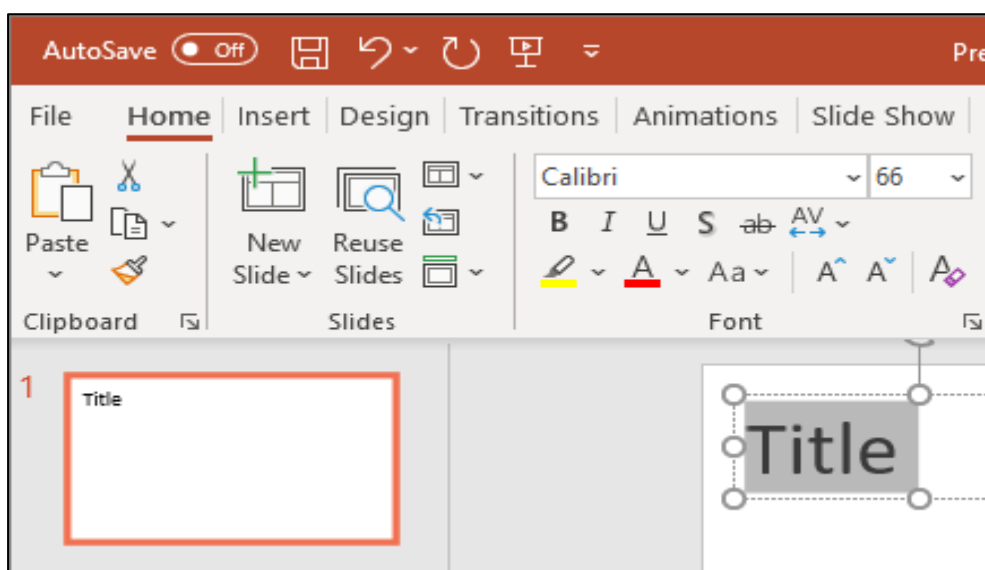 AutoSave Off Pre
File Home Insert Design Transitions Animations Slide Show
Calibri 66
Paste New Reuse B I U S ab AV
Slide Slides A Aa A A A
Clipboard Slides Font
1 Title
Title